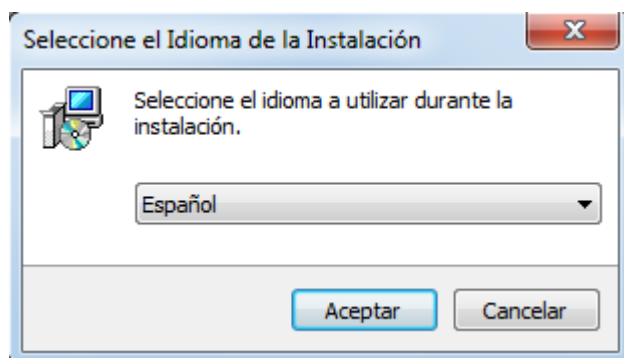 Seleccione el Idioma de la Instalación
Seleccione el idioma a utilizar durante la
instalación.
Español
Aceptar
Cancelar